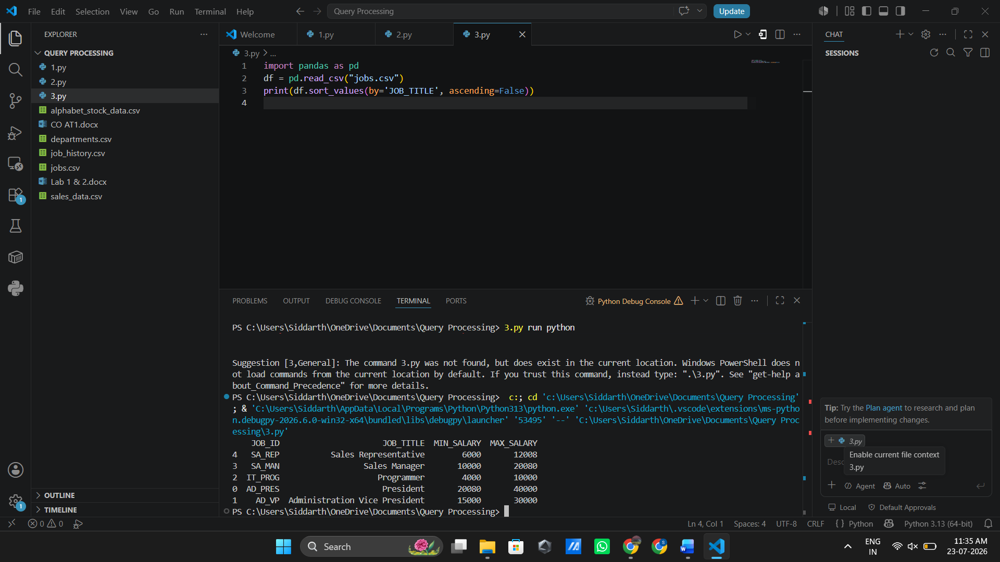 File Edit Selection View Go Run Terminal Help
Query Processing
Update
EXPLORER
QUERY PROCESSING
1.py
2.py
3.py
alphabet_stock_data.csv
CO AT1.docx
departments.csv
job_history.csv
jobs.csv
Lab 1 & 2.docx
sales_data.csv
OUTLINE
TIMELINE
Welcome 1.py 2.py 3.py
3.py > ...
1 import pandas as pd
2 df = pd.read_csv("jobs.csv")
3 print(df.sort_values(by='JOB_TITLE', ascending=False))
4
PROBLEMS OUTPUT DEBUG CONSOLE TERMINAL PORTS
Python Debug Console
PS C:\Users\Siddarth\OneDrive\Documents\Query Processing> 3.py run python
Suggestion [3,General]: The command 3.py was not found, but does exist in the current location. Windows PowerShell does n
ot load commands from the current location by default. If you trust this command, instead type: ".\3.py". See "get-help a
bout_Command_Precedence" for more details.
PS C:\Users\Siddarth\OneDrive\Documents\Query Processing> c:; cd 'c:\Users\Siddarth\OneDrive\Documents\Query Processing'
; & 'C:\Users\Siddarth\AppData\Local\Programs\Python\Python313\python.exe' 'c:\Users\Siddarth\.vscode\extensions\ms-pytho
n.debugpy-2026.6.0-win32-x64\bundled\libs\debugpy\launcher' '53495' '--' 'C:\Users\Siddarth\OneDrive\Documents\Query Proc
essing\3.py'
JOB_ID JOB_TITLE MIN_SALARY MAX_SALARY
4 SA_REP Sales Representative 6000 12008
3 SA_MAN Sales Manager 10000 20080
2 IT_PROG Programmer 4000 10000
0 AD_PRES President 20080 40000
1 AD_VP Administration Vice President 15000 30000
PS C:\Users\Siddarth\OneDrive\Documents\Query Processing>
CHAT
SESSIONS
Tip: Try the Plan agent to research and plan
before implementing changes.
3.py
Enable current file context
3.py
Agent Auto
Local Default Approvals
1
1
0 0
Ln 4, Col 1 Spaces: 4 UTF-8 CRLF {} Python Python 3.13 (64-bit)
Search
ENG
IN
11:35 AM
23-07-2026